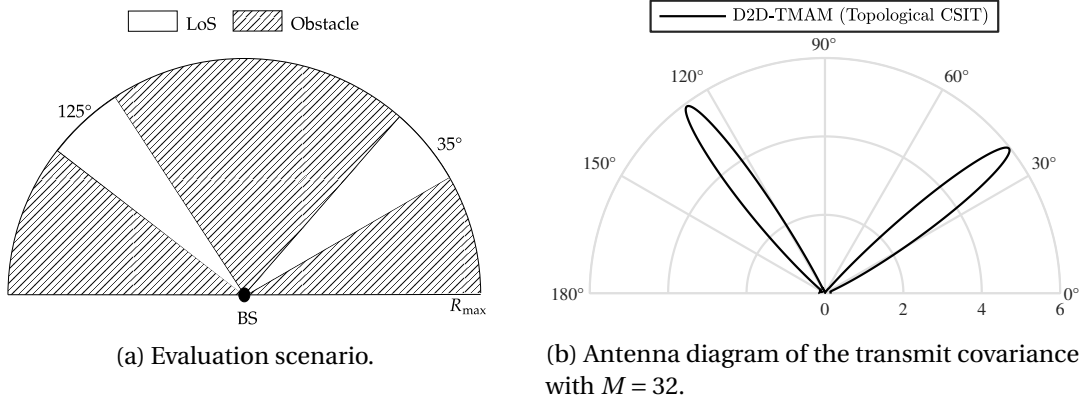 LoS Obstacle
125°
35°
BS
R_max
(a) Evaluation scenario.
D2D-TMAM (Topological CSIT)
90°
120°
60°
150°
30°
180°
0°
0 2 4 6
(b) Antenna diagram of the transmit covariance
with M = 32.